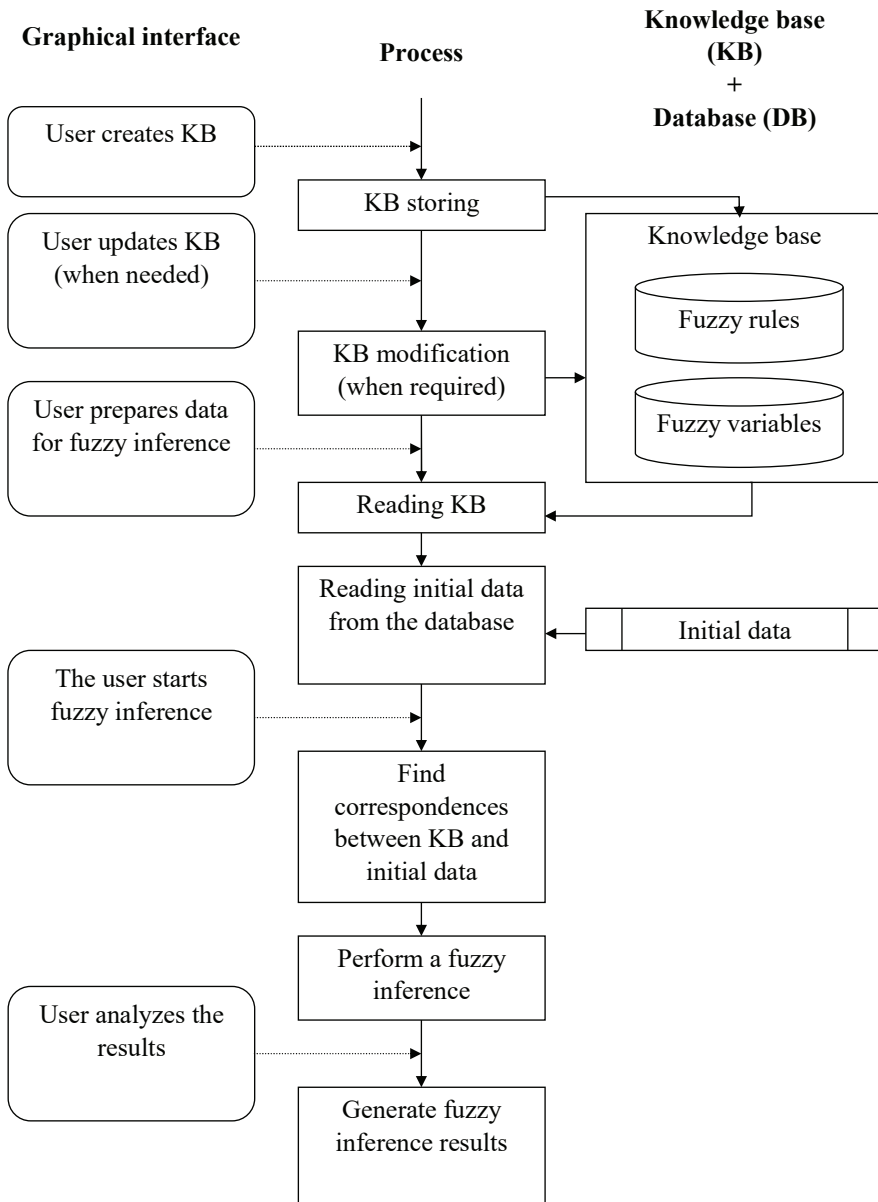 Graphical interface
Process
Knowledge base
(KB)
+
Database (DB)
User creates KB
KB storing
User updates KB
(when needed)
Knowledge base
Fuzzy rules
KB modification
(when required)
Fuzzy variables
User prepares data
for fuzzy inference
Reading KB
Reading initial data
from the database
Initial data
The user starts
fuzzy inference
Find
correspondences
between KB and
initial data
Perform a fuzzy
inference
User analyzes the
results
Generate fuzzy
inference results